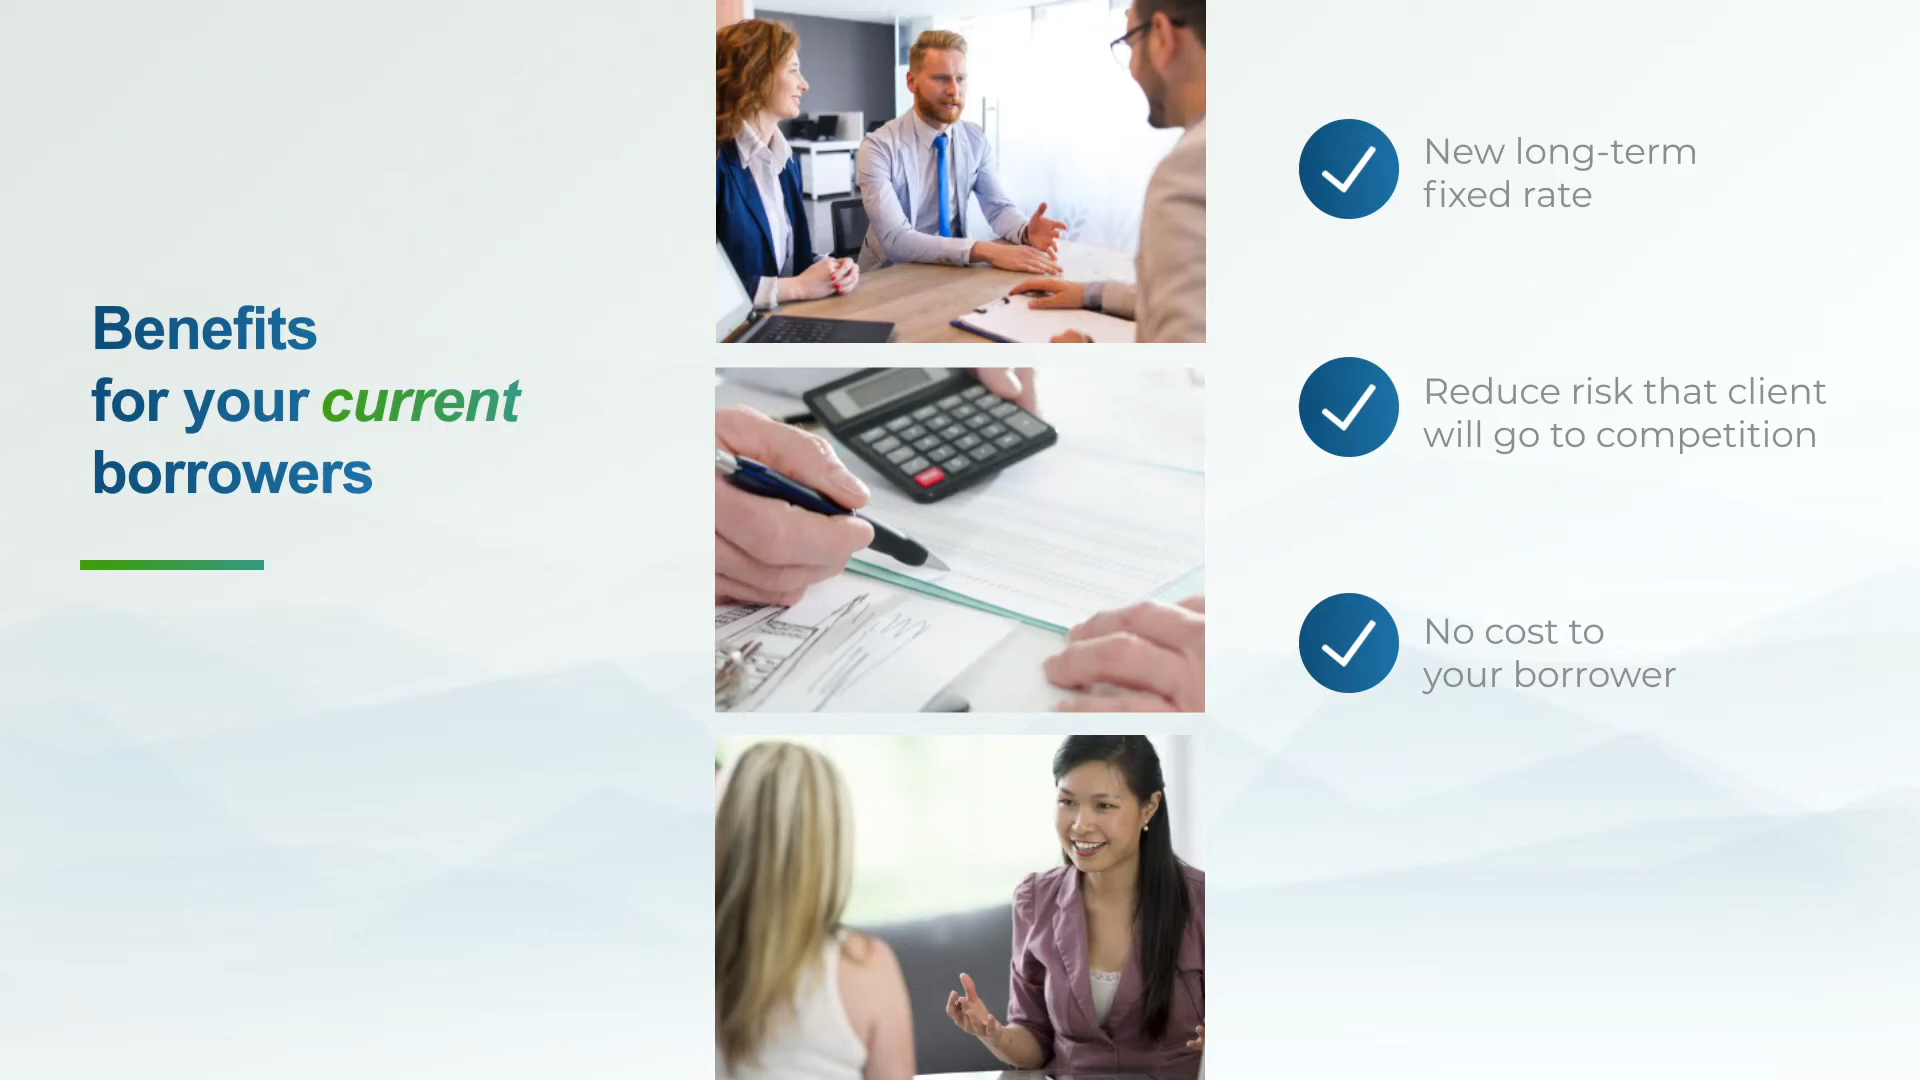 Benefits
for your current
borrowers
New long-term
fixed rate
Reduce risk that client
will go to competition
No cost to
your borrower